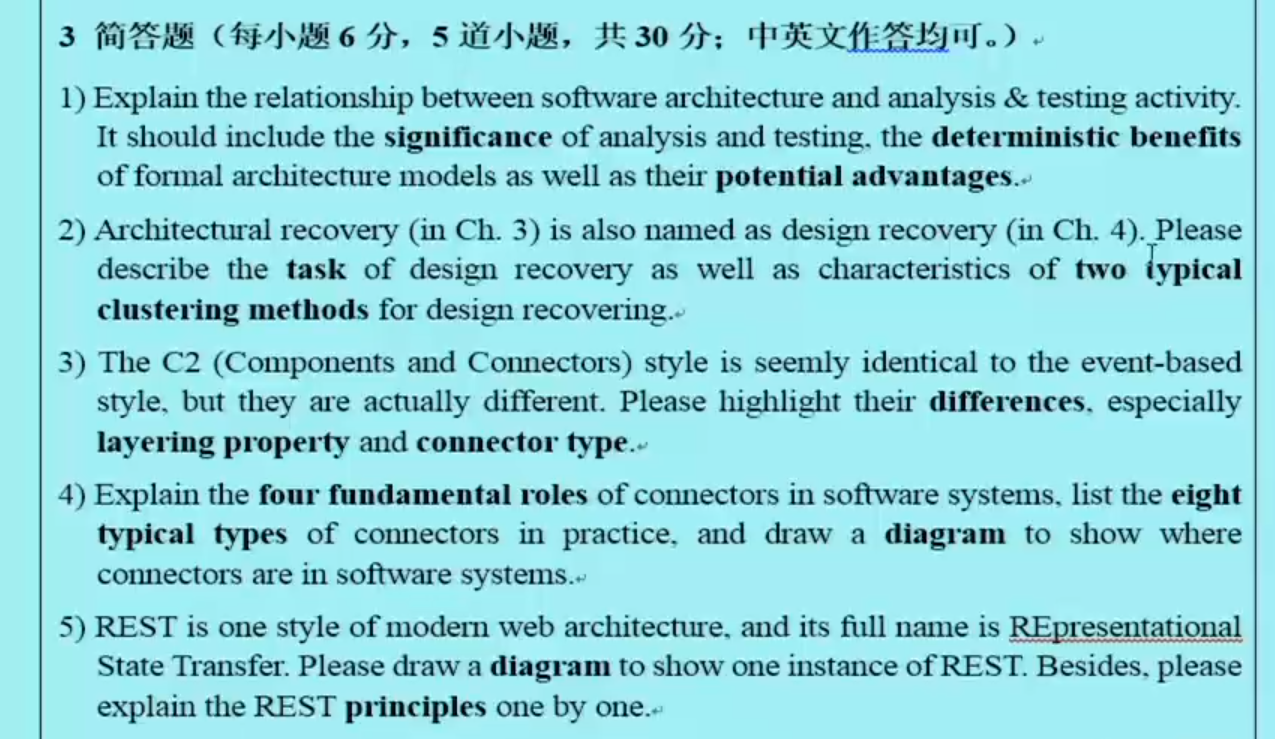 3 简答题（每小题 6 分，5 道小题，共 30 分；中英文作答均可。）
1) Explain the relationship between software architecture and analysis & testing activity.
It should include the significance of analysis and testing, the deterministic benefits
of formal architecture models as well as their potential advantages.
2) Architectural recovery (in Ch. 3) is also named as design recovery (in Ch. 4). Please
describe the task of design recovery as well as characteristics of two typical
clustering methods for design recovering.
3) The C2 (Components and Connectors) style is seemly identical to the event-based
style, but they are actually different. Please highlight their differences, especially
layering property and connector type.
4) Explain the four fundamental roles of connectors in software systems, list the eight
typical types of connectors in practice, and draw a diagram to show where
connectors are in software systems.
5) REST is one style of modern web architecture, and its full name is REpresentational
State Transfer. Please draw a diagram to show one instance of REST. Besides, please
explain the REST principles one by one.